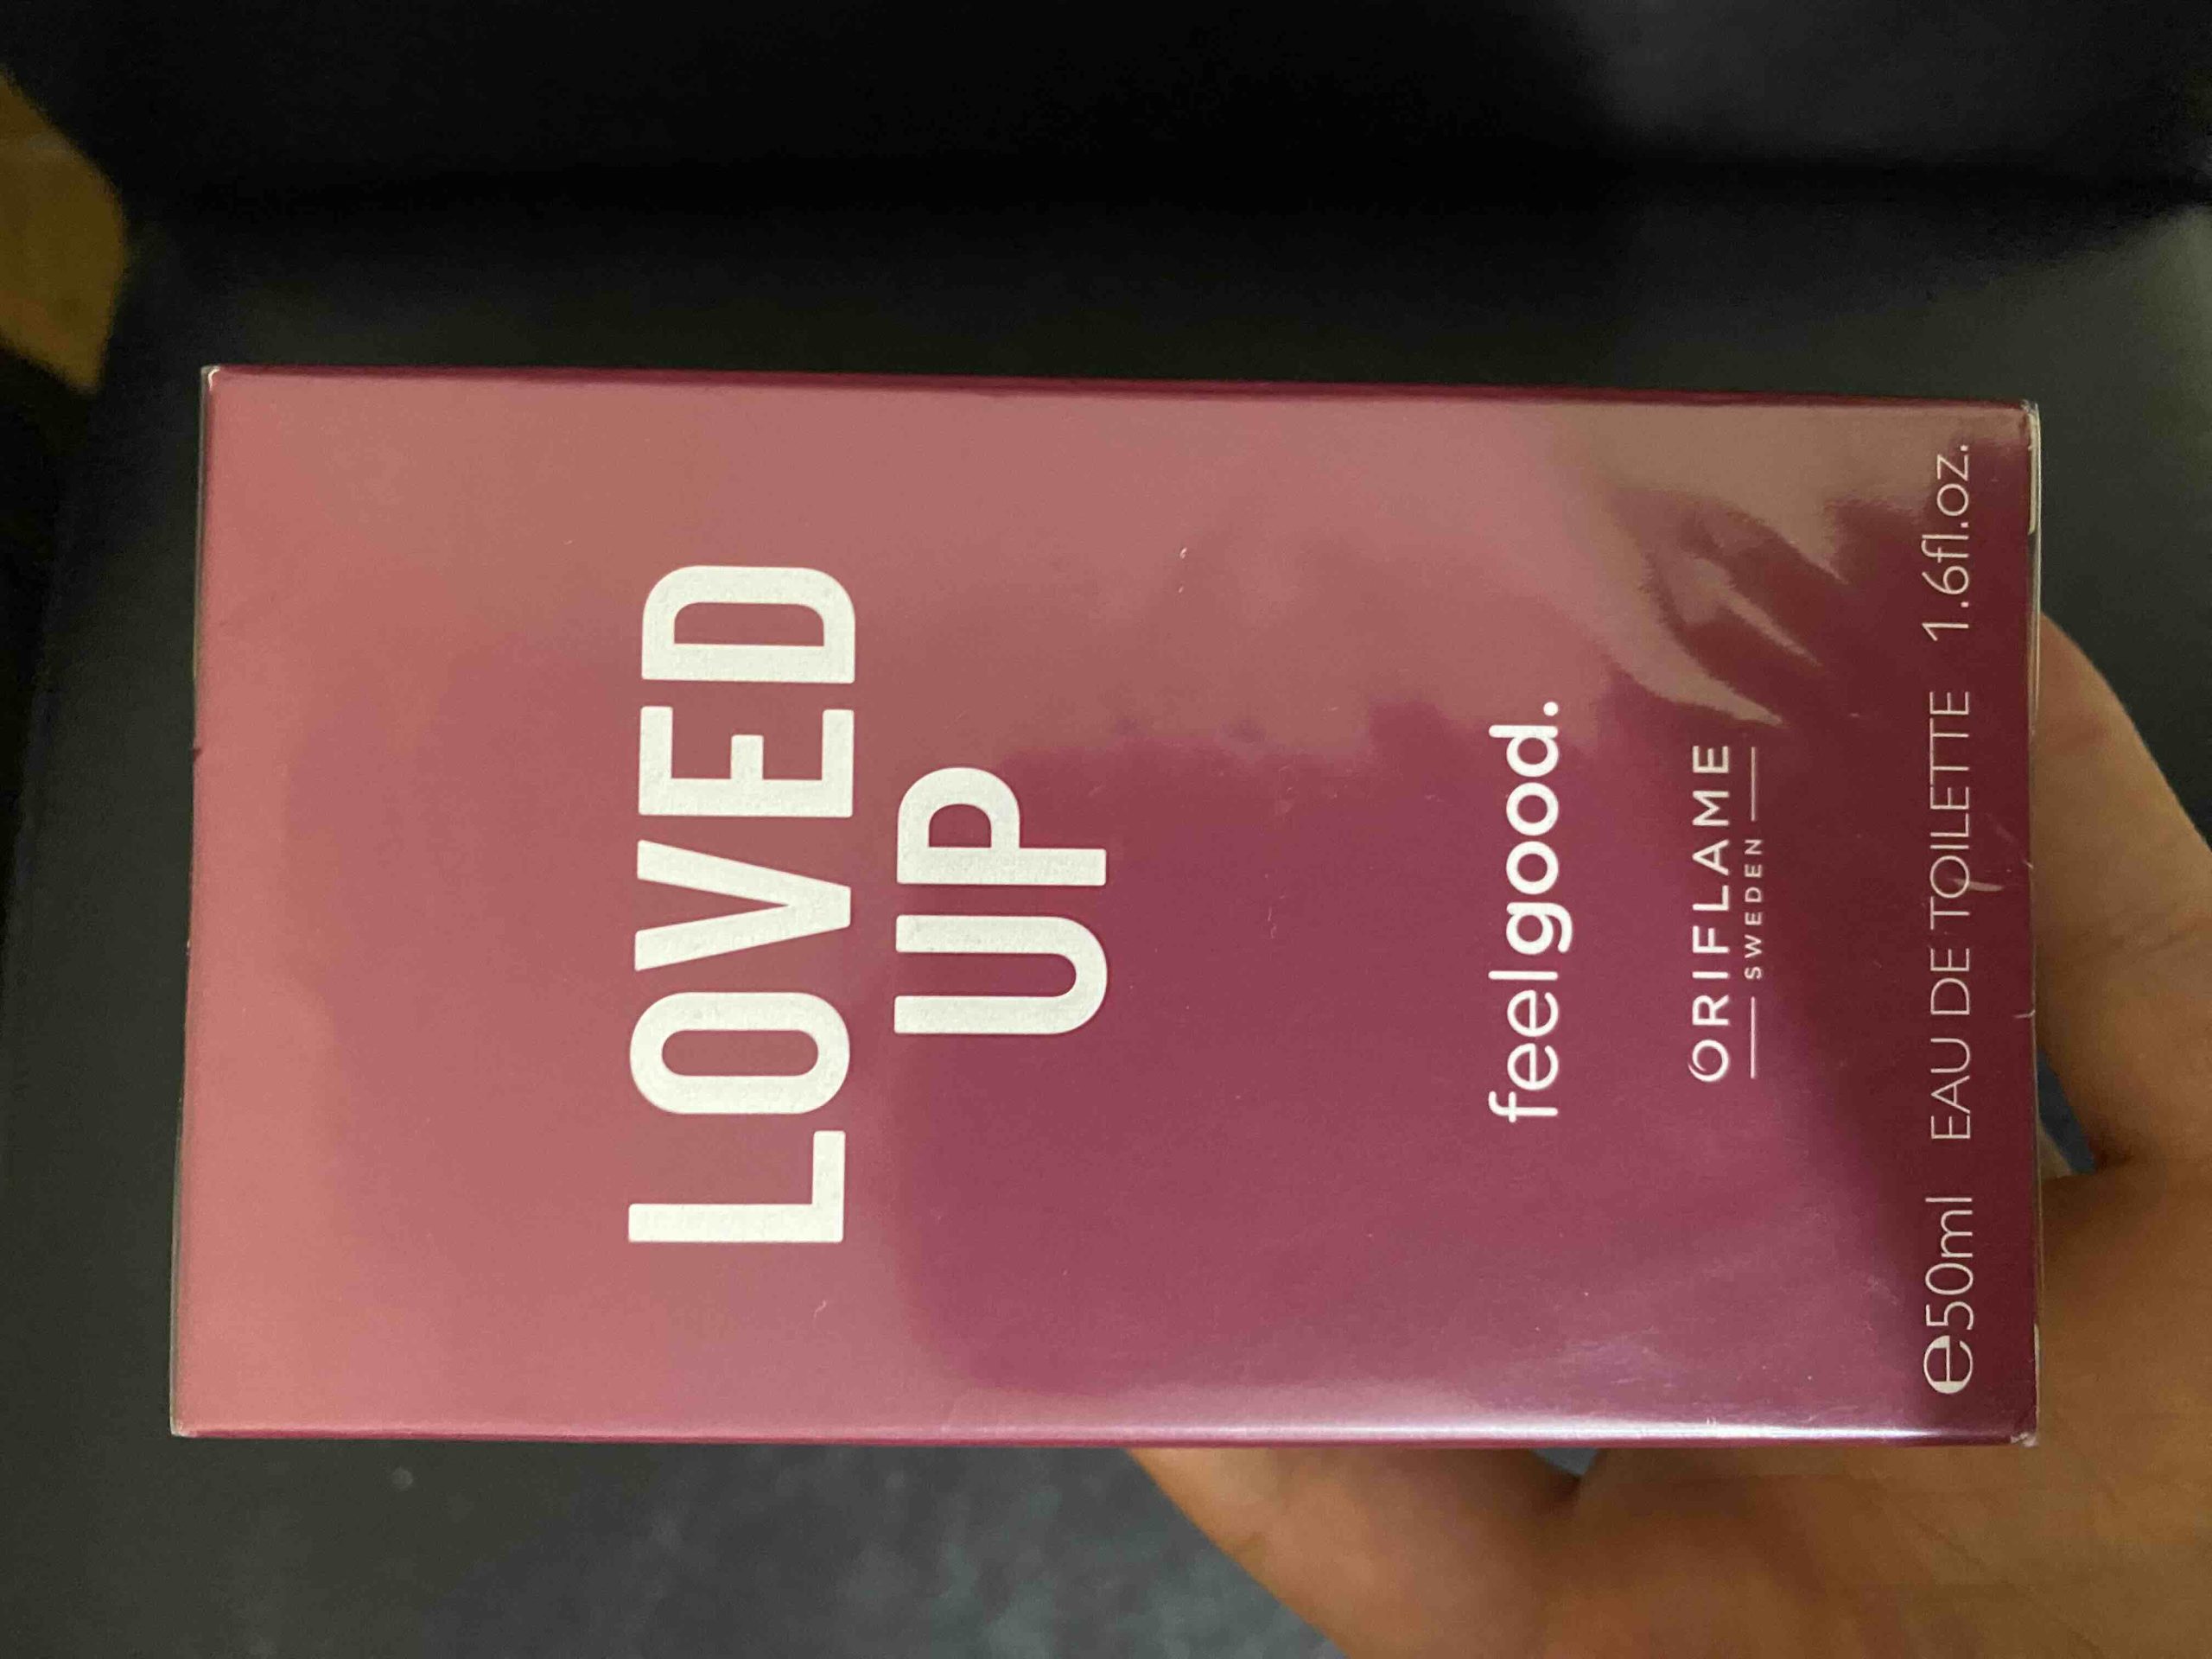 LOVED
UP
feelgood.
ORIFLAME
SWEDEN
℮50ml EAU DE TOILETTE 1.6fl.oz.